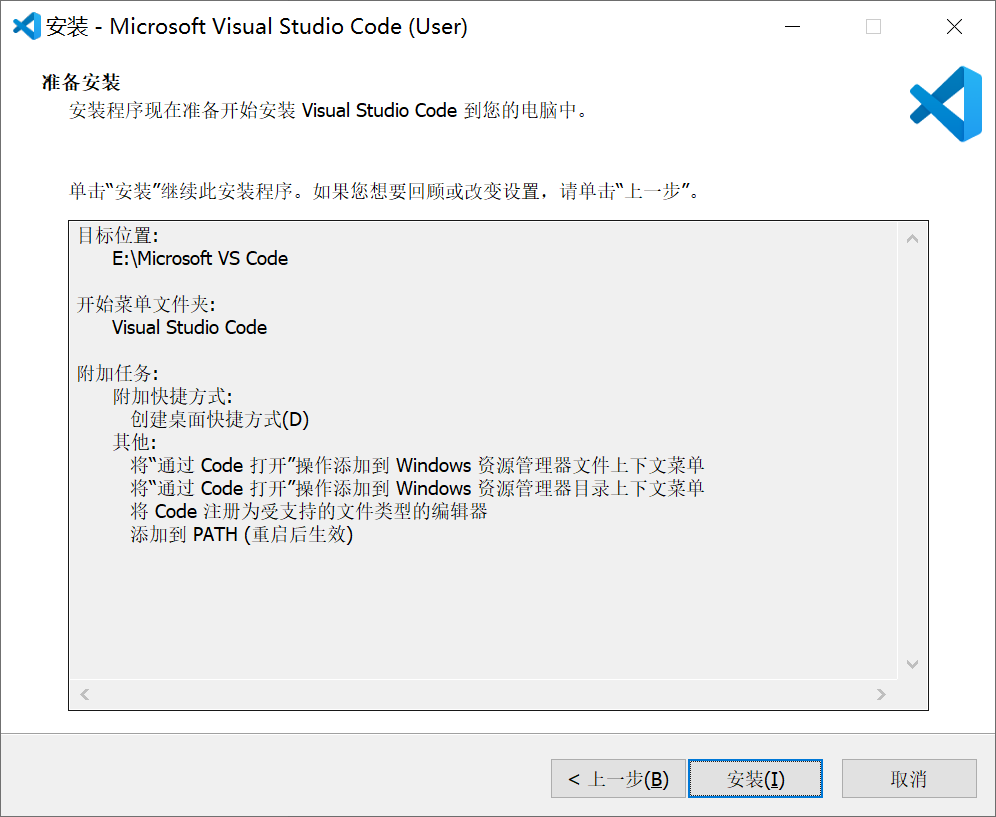 安装 - Microsoft Visual Studio Code (User)
准备安装
安装程序现在准备开始安装 Visual Studio Code 到您的电脑中。
单击“安装”继续此安装程序。如果您想要回顾或改变设置，请单击“上一步”。
目标位置:
E:\Microsoft VS Code
开始菜单文件夹:
Visual Studio Code
附加任务:
附加快捷方式:
创建桌面快捷方式(D)
其他:
将“通过 Code 打开”操作添加到 Windows 资源管理器文件上下文菜单
将“通过 Code 打开”操作添加到 Windows 资源管理器目录上下文菜单
将 Code 注册为受支持的文件类型的编辑器
添加到 PATH (重启后生效)
< 上一步(B) 安装(I) 取消